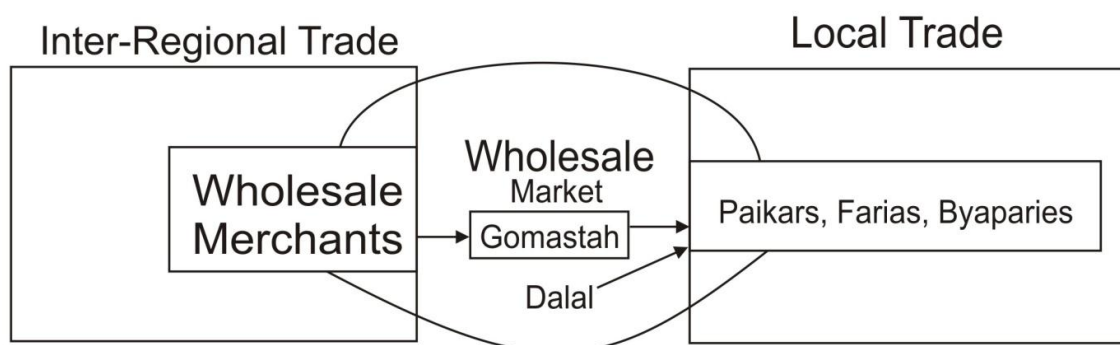 Inter-Regional Trade
Local Trade
Wholesale
Merchants
Wholesale
Market
Gomastah
Dalal
Paikars, Farias, Byaparies